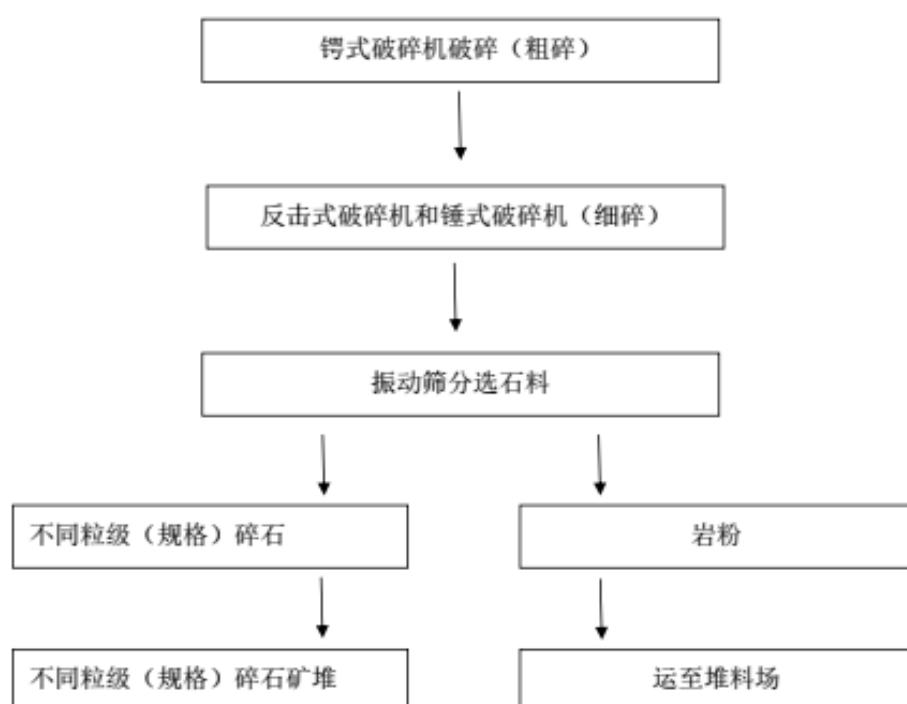 锷式破碎机破碎（粗碎）
反击式破碎机和锤式破碎机（细碎）
振动筛分选石料
不同粒级（规格）碎石
岩粉
不同粒级（规格）碎石矿堆
运至堆料场